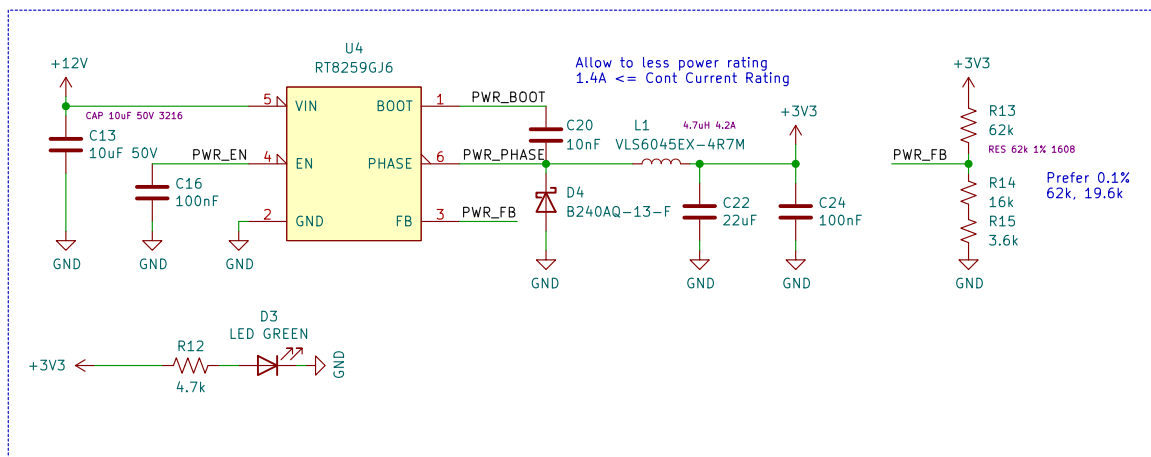 U4
RT8259GJ6
+12V
5
VIN
BOOT
1
PWR_BOOT
CAP 10uF 50V 3216
C13
10uF 50V
PWR_EN
4
EN
PHASE
6
PWR_PHASE
C16
100nF
2
GND
FB
3
PWR_FB
GND
GND
GND
C20
10nF
D4
B240AQ-13-F
GND
Allow to less power rating
1.4A <= Cont Current Rating
L1
4.7uH 4.2A
VLS6045EX-4R7M
+3V3
C22
22uF
C24
100nF
GND
GND
+3V3
R13
62k
RES 62k 1% 1608
PWR_FB
R14
16k
R15
3.6k
GND
Prefer 0.1%
62k, 19.6k
+3V3
R12
4.7k
D3
LED GREEN
GND